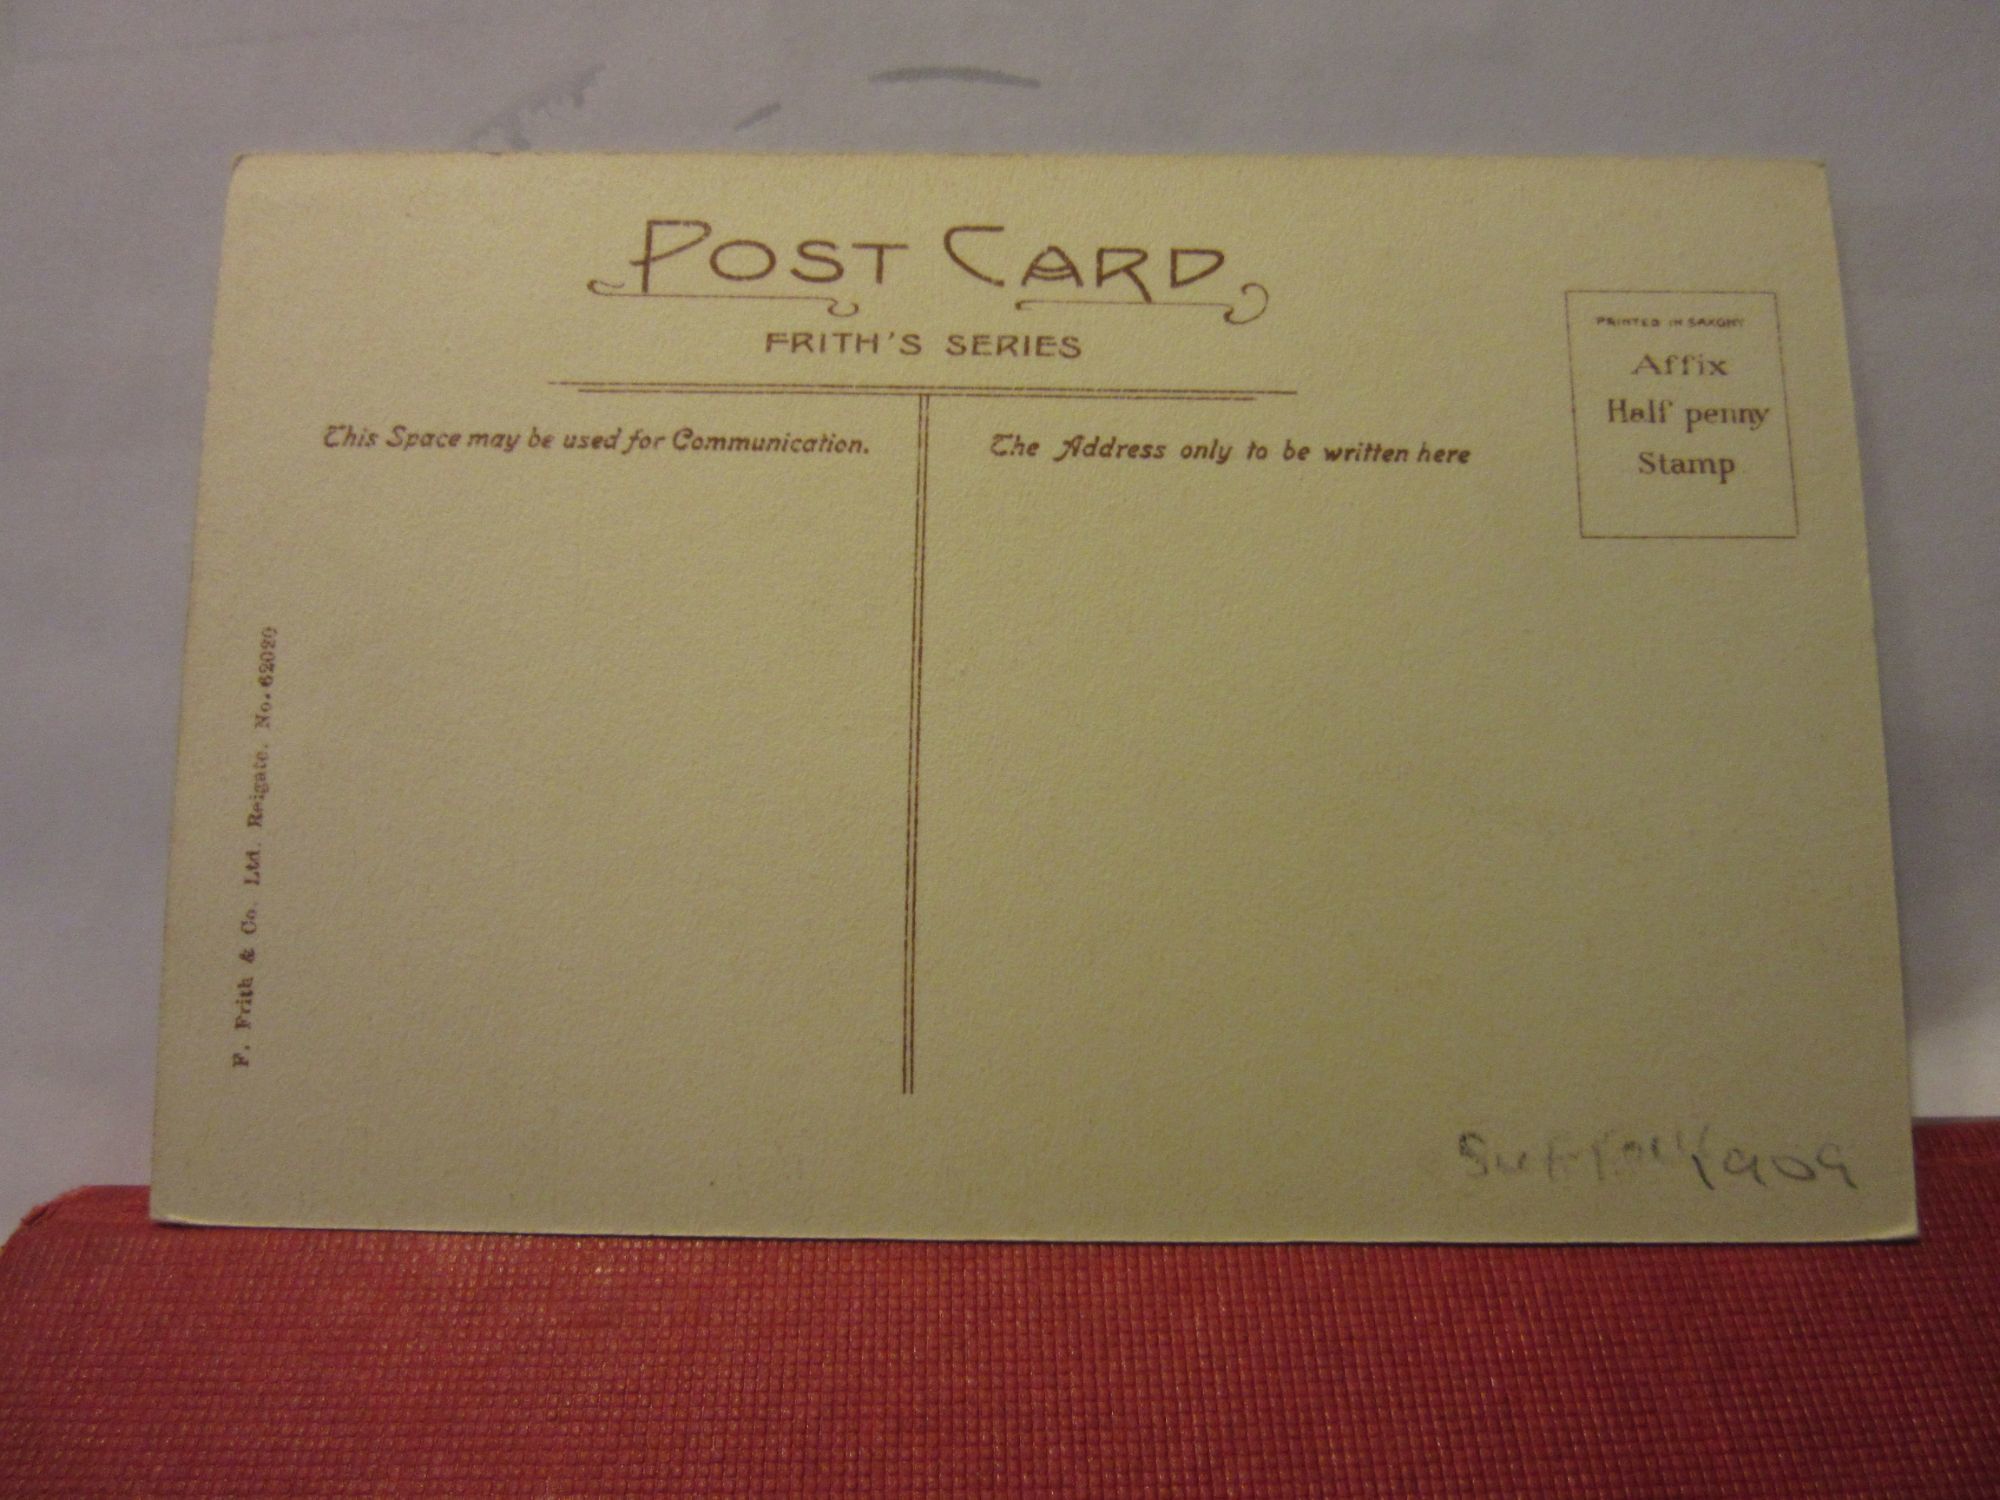 POST CARD
FRITH'S SERIES
PRINTED IN SAXONY
Affix
Half penny
Stamp
This Space may be used for Communication.
The Address only to be written here
F. Frith & Co. Ltd. Reigate. No. 62020
Suffolk 1909